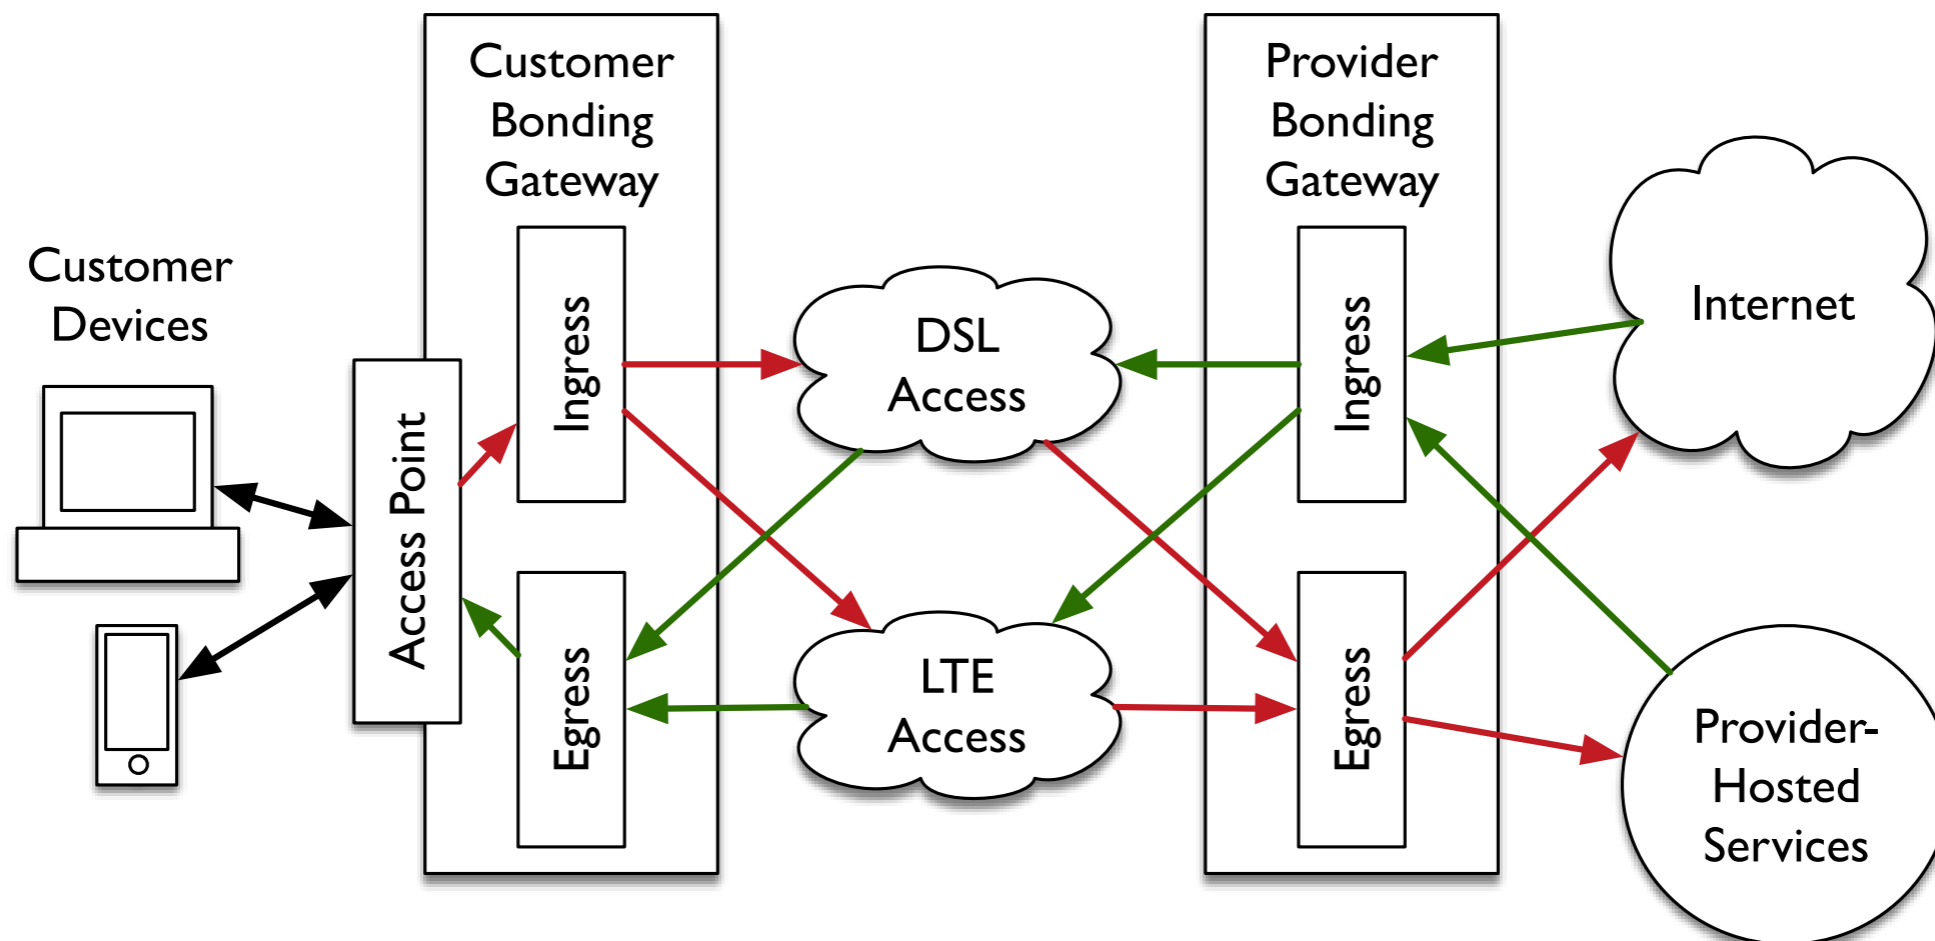 Customer
Bonding
Gateway
Provider
Bonding
Gateway
Customer
Devices
Access Point
Ingress
Egress
DSL
Access
LTE
Access
Ingress
Egress
Internet
Provider-
Hosted
Services